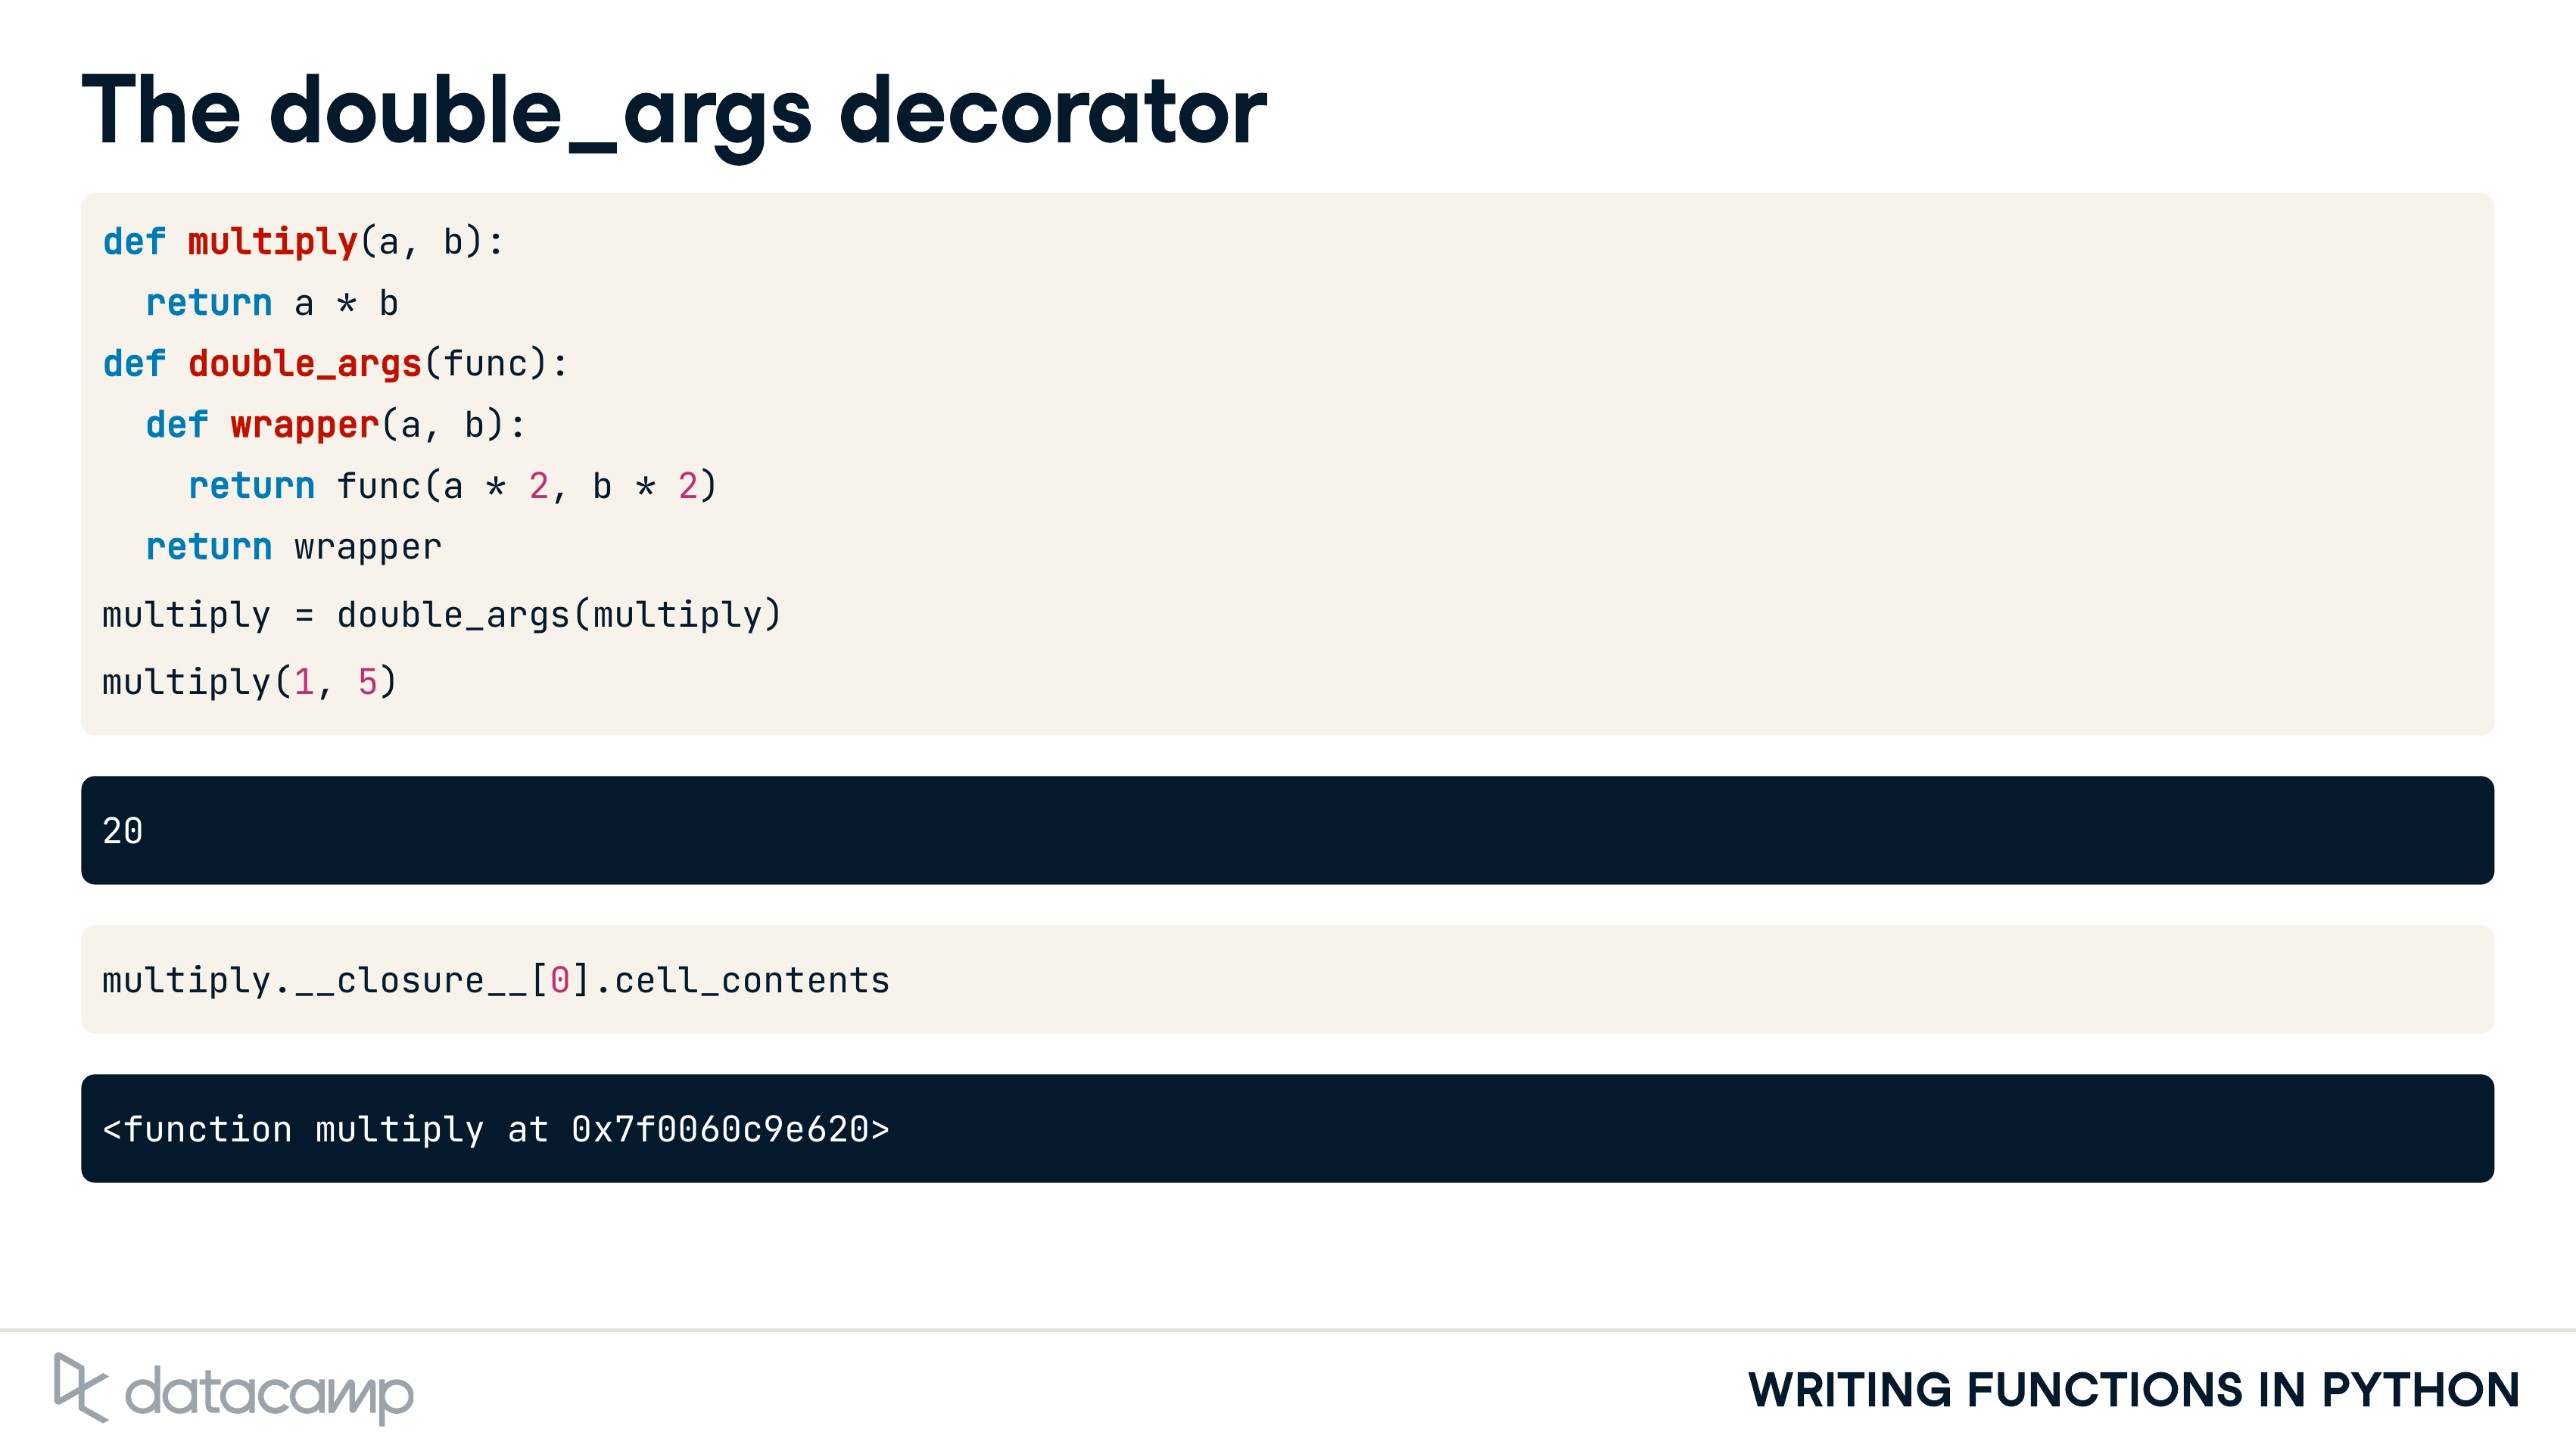 The double_args decorator
def multiply(a, b):
  return a * b
def double_args(func):
  def wrapper(a, b):
    return func(a * 2, b * 2)
  return wrapper
multiply = double_args(multiply)
multiply(1, 5)
20
multiply.__closure__[0].cell_contents
<function multiply at 0x7f0060c9e620>
datacamp
WRITING FUNCTIONS IN PYTHON